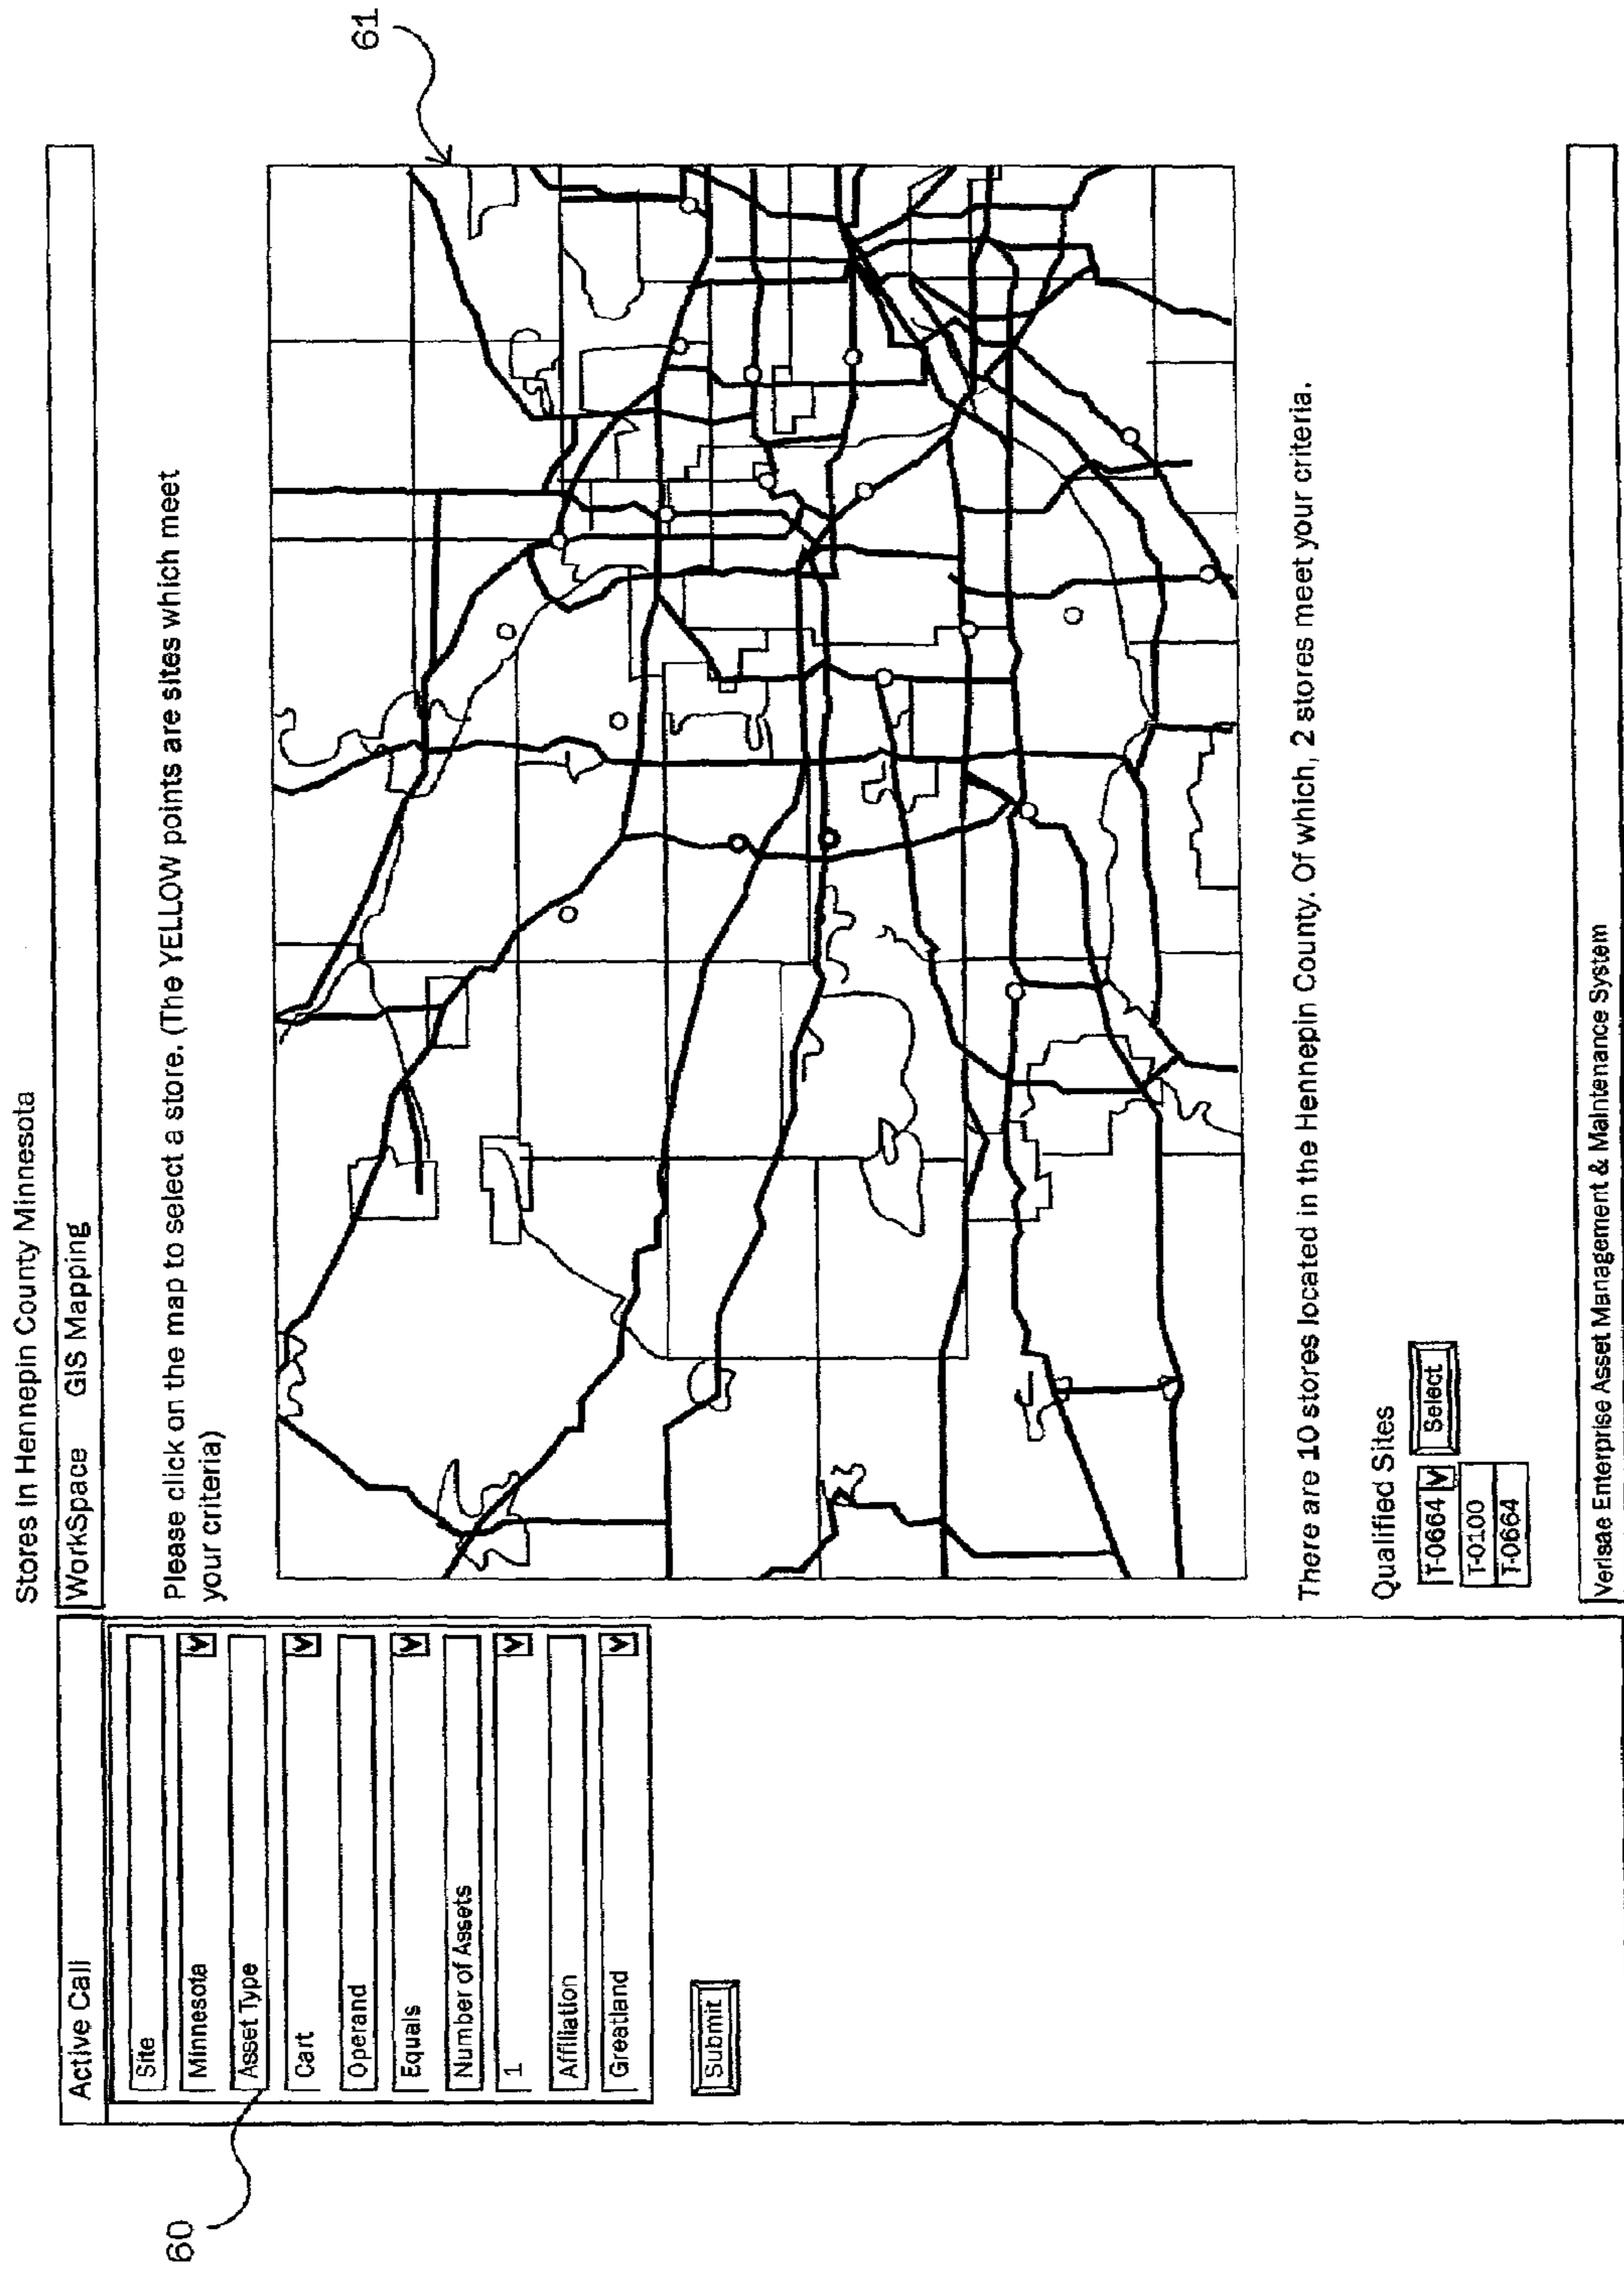 Stores in Hennepin County Minnesota
WorkSpace GIS Mapping
Active Call
Site
Minnesota
Asset Type
Cart
Operand
Equals
Number of Assets
1
Affiliation
Greatland
Submit
60
Please click on the map to select a store. (The YELLOW points are sites which meet
your criteria)
61
There are 10 stores located in the Hennepin County. Of which, 2 stores meet your criteria.
Qualified Sites
T-0664
Select
T-0100
T-0664
Verisae Enterprise Asset Management & Maintenance System